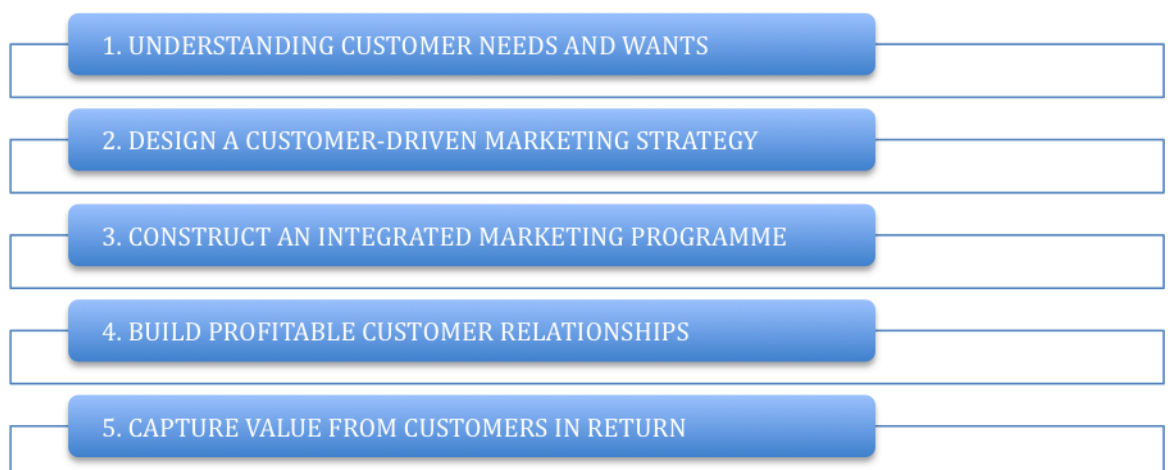 1. UNDERSTANDING CUSTOMER NEEDS AND WANTS
2. DESIGN A CUSTOMER-DRIVEN MARKETING STRATEGY
3. CONSTRUCT AN INTEGRATED MARKETING PROGRAMME
4. BUILD PROFITABLE CUSTOMER RELATIONSHIPS
5. CAPTURE VALUE FROM CUSTOMERS IN RETURN